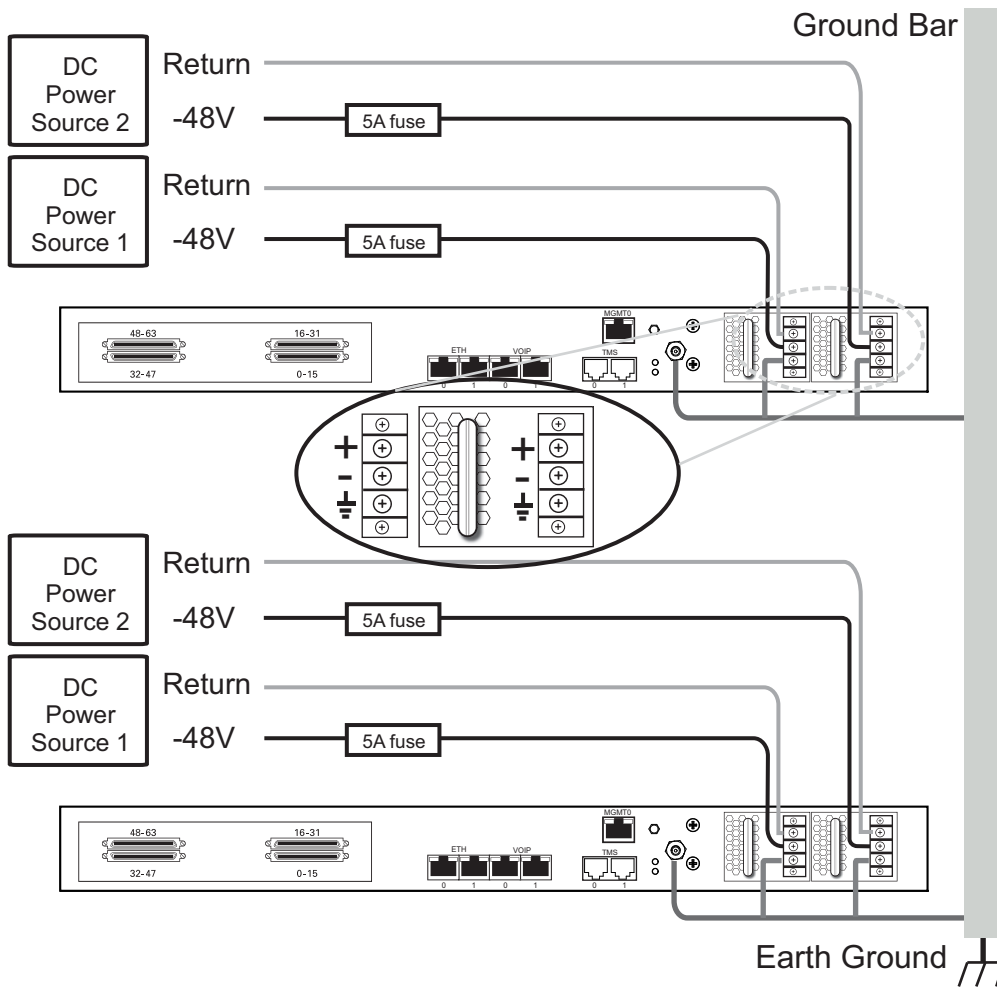 Ground Bar
DC
Power
Source 2
Return
-48V
5A fuse
DC
Power
Source 1
Return
-48V
5A fuse
48-63
16-31
32-47
0-15
ETH
VOIP
0
1
0
1
MGMT0
TMS
0
1
+
-
+
-
DC
Power
Source 2
Return
-48V
5A fuse
DC
Power
Source 1
Return
-48V
5A fuse
48-63
16-31
32-47
0-15
ETH
VOIP
0
1
0
1
MGMT0
TMS
0
1
Earth Ground